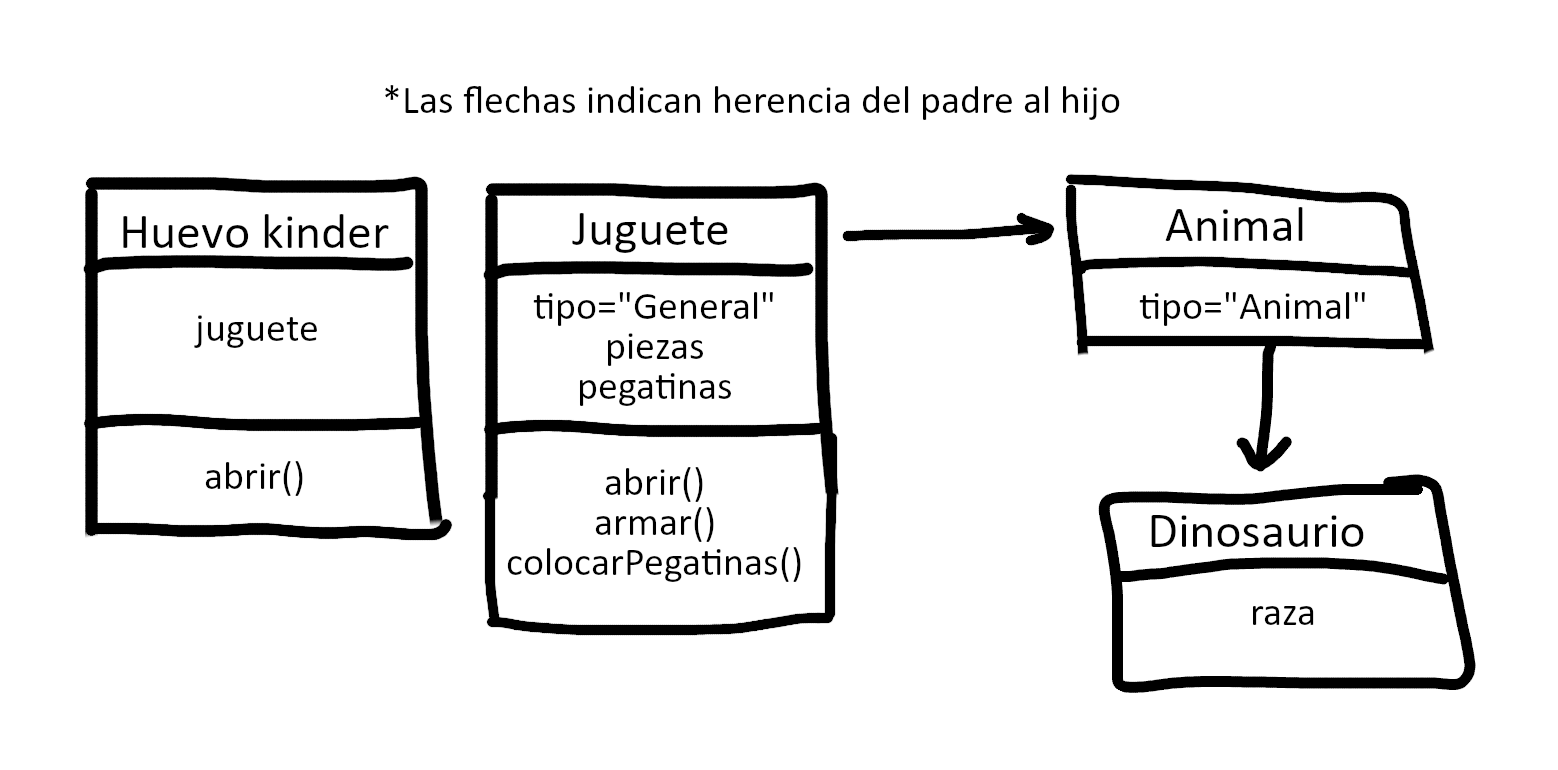 *Las flechas indican herencia del padre al hijo
Huevo kinder
juguete
abrir()
Juguete
tipo="General"
piezas
pegatinas
abrir()
armar()
colocarPegatinas()
Animal
tipo="Animal"
Dinosaurio
raza